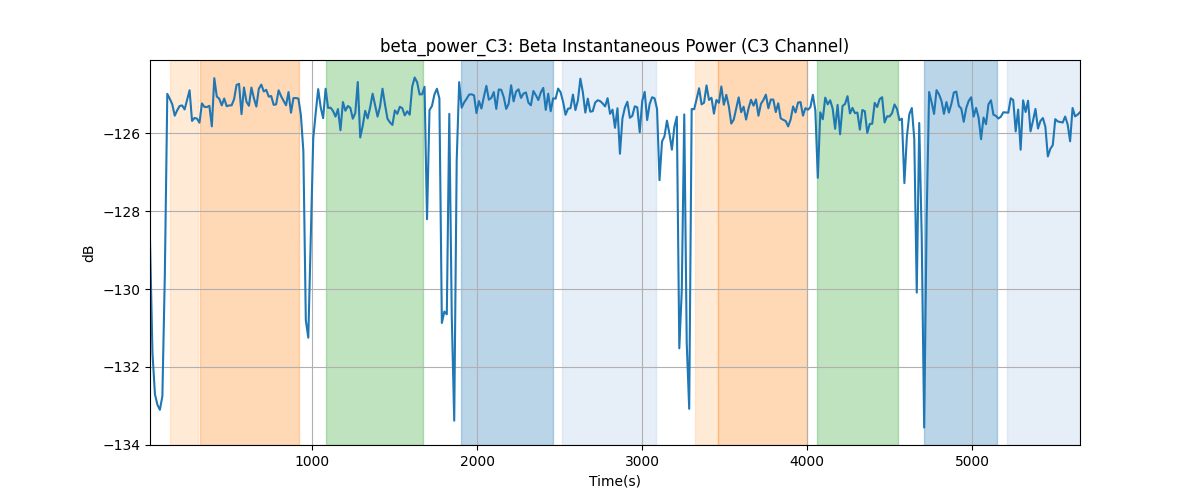 beta_power_C3: Beta Instantaneous Power (C3 Channel)
dB
−126
−128
−130
−132
−134
1000 2000 3000 4000 5000
Time(s)